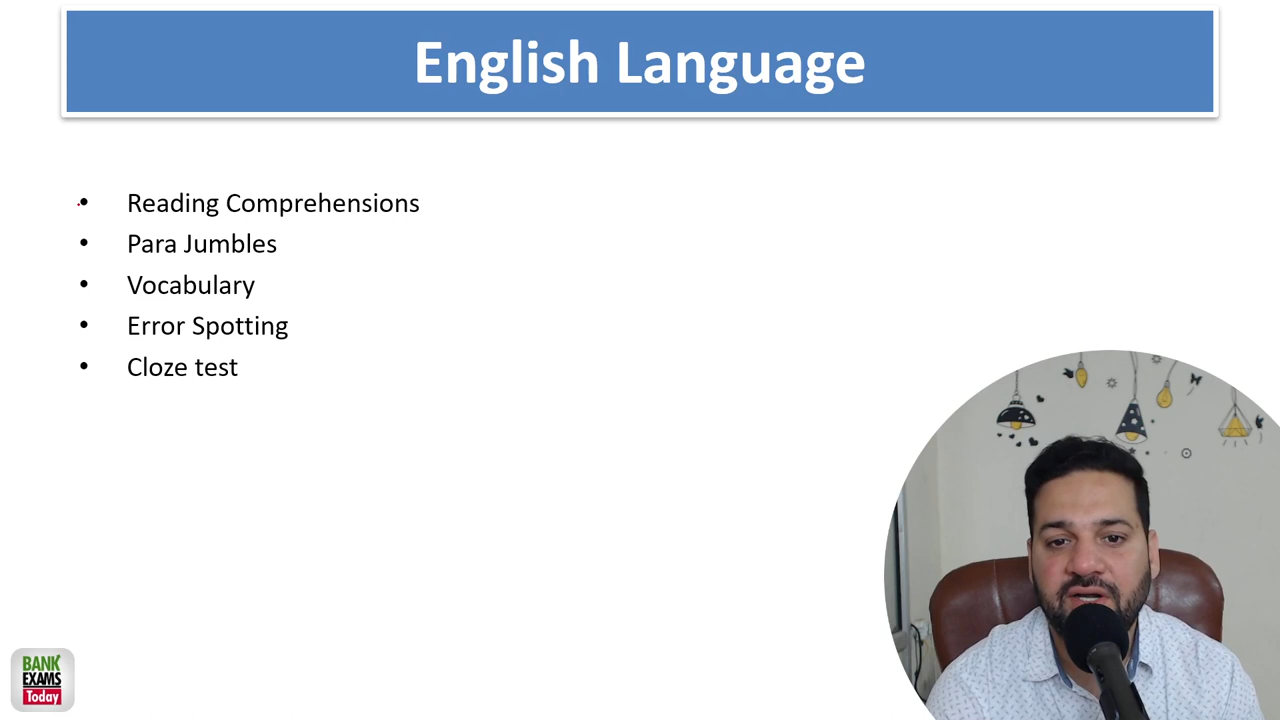 English Language
• Reading Comprehensions
• Para Jumbles
• Vocabulary
• Error Spotting
• Cloze test
BANK
EXAMS
Today